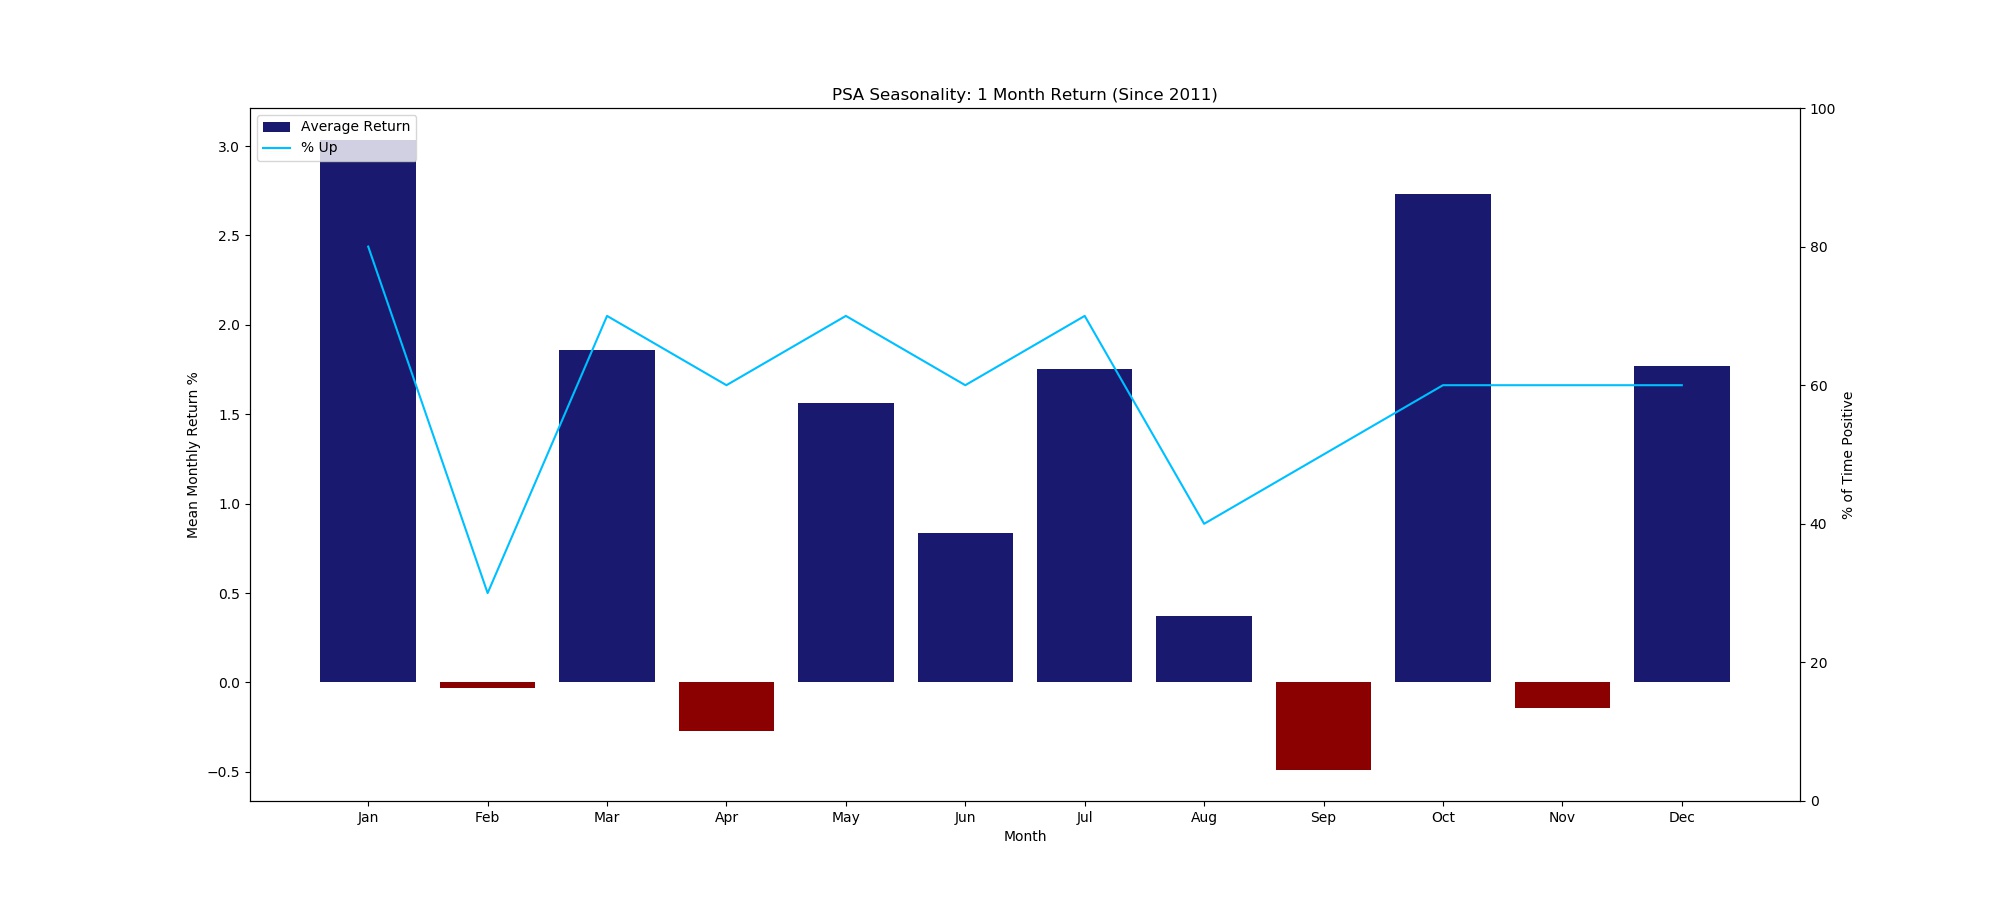 PSA Seasonality: 1 Month Return (Since 2011)
Average Return
% Up
3.0
2.5
2.0
1.5
1.0
0.5
0.0
−0.5
Mean Monthly Return %
100
80
60
40
20
0
% of Time Positive
Jan Feb Mar Apr May Jun Jul Aug Sep Oct Nov Dec
Month